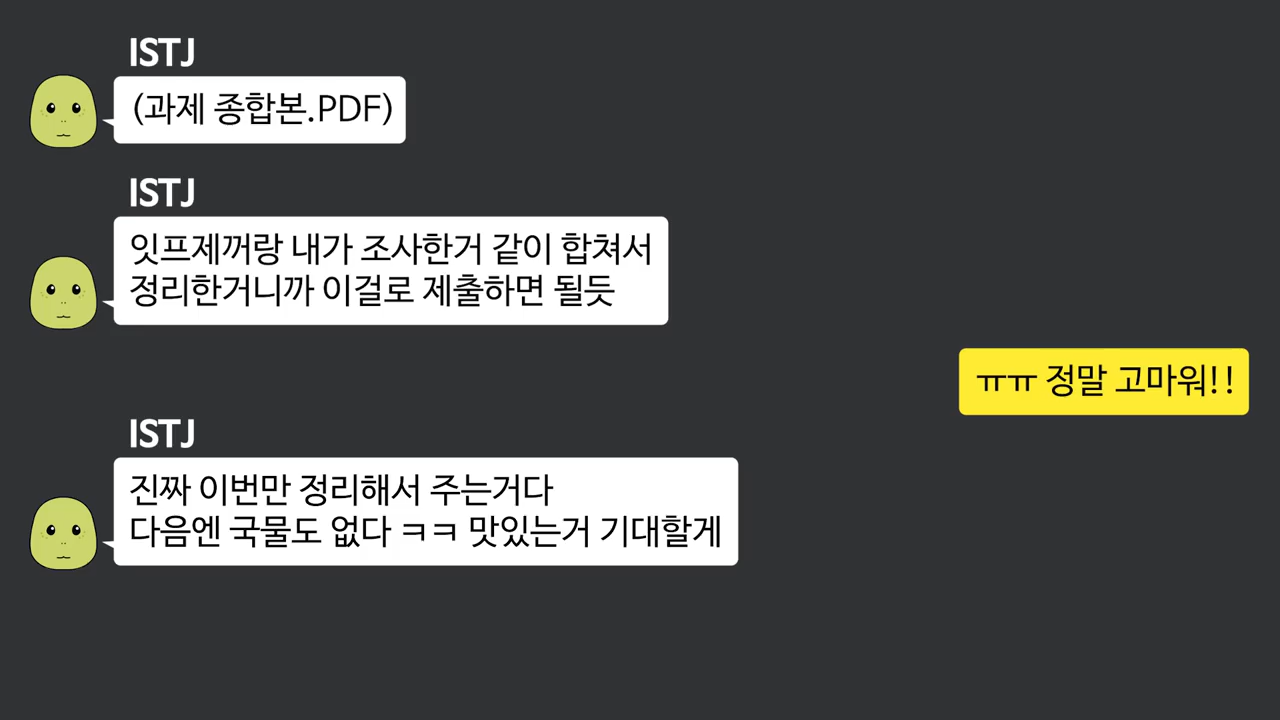 ISTJ
(과제 종합본.PDF)
ISTJ
잇프제꺼랑 내가 조사한거 같이 합쳐서
정리한거니까 이걸로 제출하면 될듯
ㅠㅠ 정말 고마워!!
ISTJ
진짜 이번만 정리해서 주는거다
다음엔 국물도 없다 ㅋㅋ 맛있는거 기대할게